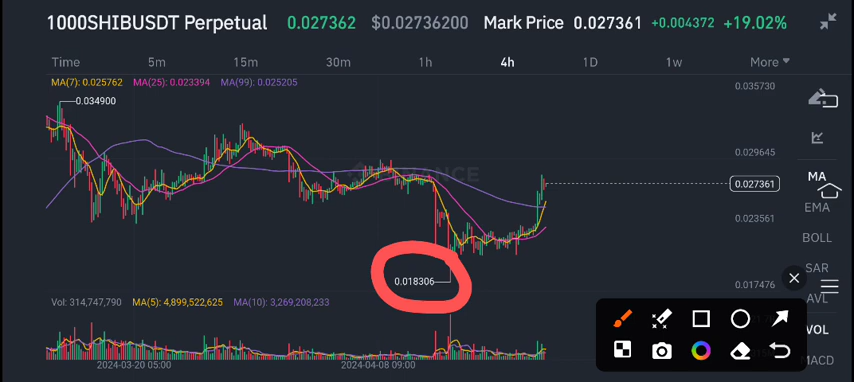 1000SHIBUSDT Perpetual 0.027362 $0.02736200 Mark Price 0.027361 +0.004372 +19.02%
Time 5m 15m 30m 1h 4h 1D 1w More
MA(7): 0.025762 MA(25): 0.023394 MA(99): 0.025205
0.035730
0.034900
0.029645
BINANCE
MA
0.027361
EMA
0.023561
BOLL
SAR
0.018306
0.017476
AVL
Vol: 314,747,790 MA(5): 4,899,522,625 MA(10): 3,269,208,233
VOL
MACD
2024-03-20 05:00 2024-04-08 09:00